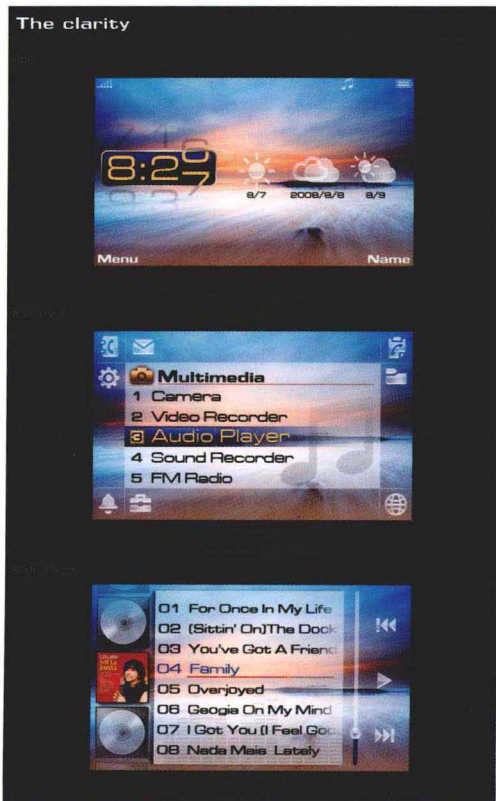 The clarity
8:27
8/7 2008/8/8 8/9
Menu Name
Multimedia
1 Camera
2 Video Recorder
3 Audio Player
4 Sound Recorder
5 FM Radio
01 For Once In My Life
02 (Sittin' On)The Dock
03 You've Got A Friend
04 Family
05 Overjoyed
06 Geogia On My Mind
07 I Got You (I Feel Goo
08 Nada Mais Lately